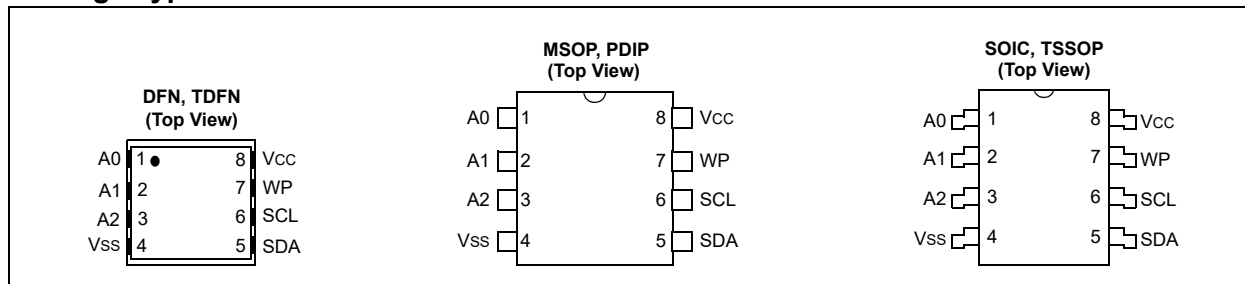 DFN, TDFN
(Top View)
A0 1 8 VCC
A1 2 7 WP
A2 3 6 SCL
VSS 4 5 SDA
MSOP, PDIP
(Top View)
A0 1 8 VCC
A1 2 7 WP
A2 3 6 SCL
VSS 4 5 SDA
SOIC, TSSOP
(Top View)
A0 1 8 VCC
A1 2 7 WP
A2 3 6 SCL
VSS 4 5 SDA